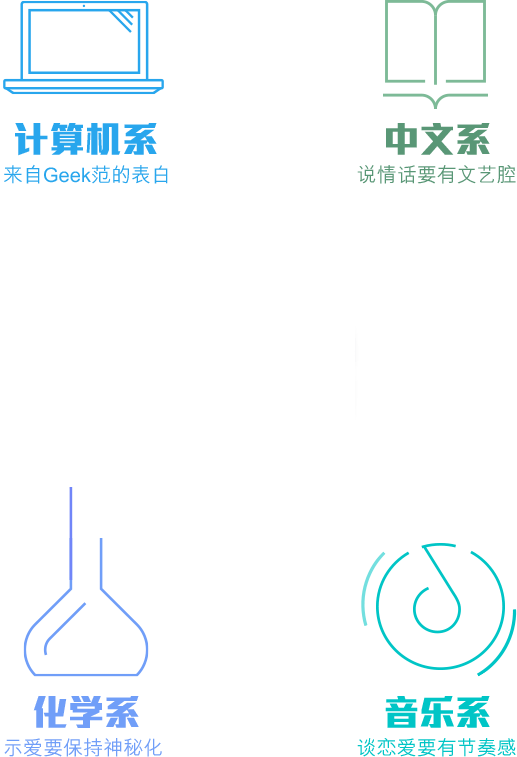 计算机系
来自Geek范的表白
中文系
说情话要有文艺腔
化学系
示爱要保持神秘化
音乐系
谈恋爱要有节奏感